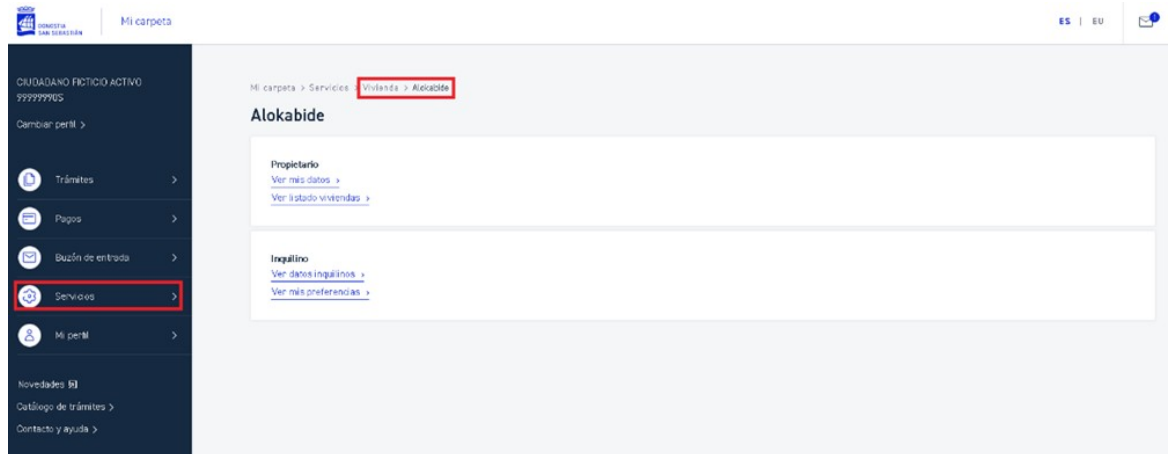 DONOSTIA
SAN SEBASTIÁN
Mi carpeta
ES | EU
CIUDADANO FICTICIO ACTIVO
99999990S
Cambiar perfil >
Trámites >
Pagos >
Buzón de entrada >
Servicios >
Mi perfil >
Novedades
Catálogo de trámites >
Contacto y ayuda >
Mi carpeta > Servicios > Vivienda > Alokabide
Alokabide
Propietario
Ver mis datos >
Ver listado viviendas >
Inquilino
Ver datos inquilinos >
Ver mis preferencias >